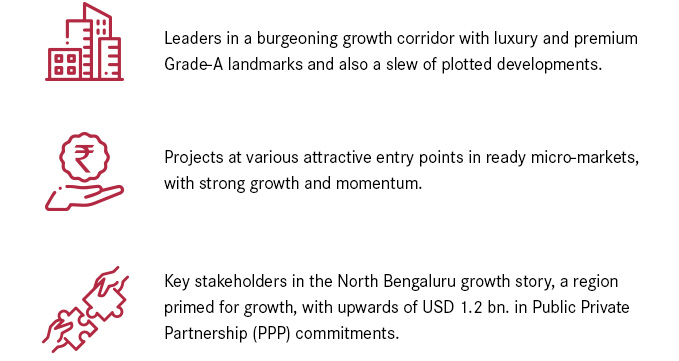 Leaders in a burgeoning growth corridor with luxury and premium
Grade-A landmarks and also a slew of plotted developments.
₹
Projects at various attractive entry points in ready micro-markets,
with strong growth and momentum.
Key stakeholders in the North Bengaluru growth story, a region
primed for growth, with upwards of USD 1.2 bn. in Public Private
Partnership (PPP) commitments.